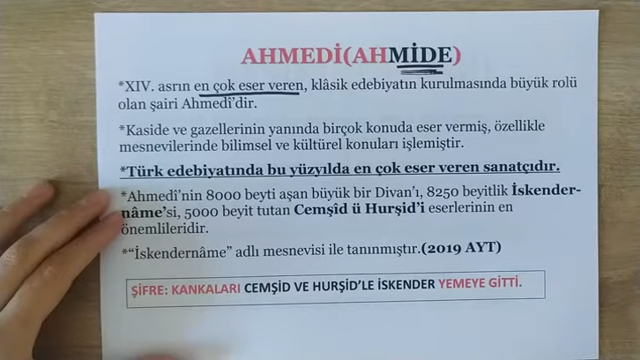 AHMEDİ(AHMİDE)
*XIV. asrın en çok eser veren, klâsik edebiyatın kurulmasında büyük rolü
olan şairi Ahmedî'dir.
*Kaside ve gazellerinin yanında birçok konuda eser vermiş, özellikle
mesnevilerinde bilimsel ve kültürel konuları işlemiştir.
*Türk edebiyatında bu yüzyılda en çok eser veren sanatçıdır.
*Ahmedî'nin 8000 beyti aşan büyük bir Divan'ı, 8250 beyitlik İskender-
nâme'si, 5000 beyit tutan Cemşîd ü Hurşîd'i eserlerinin en
önemlileridir.
*"İskendernâme" adlı mesnevisi ile tanınmıştır.(2019 AYT)
ŞİFRE: KANKALARI CEMŞİD VE HURŞİD'LE İSKENDER YEMEYE GİTTİ.